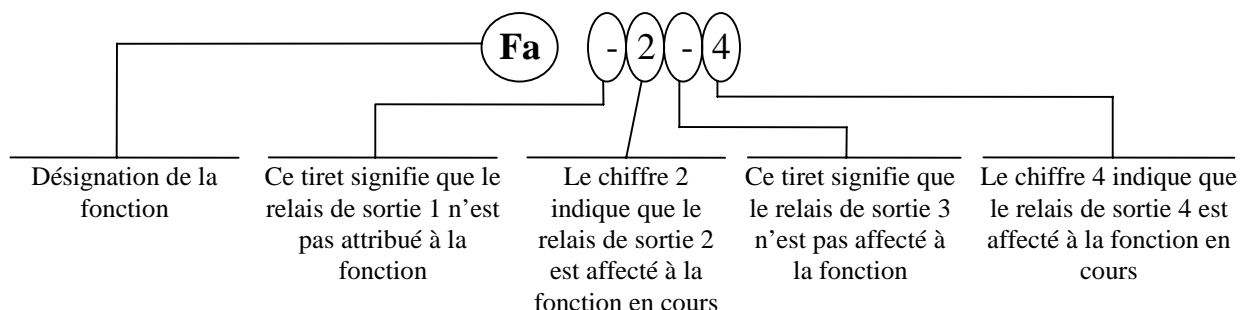 Fa - 2 - 4
Désignation de la
fonction
Ce tiret signifie que le
relais de sortie 1 n’est
pas attribué à la
fonction
Le chiffre 2
indique que le
relais de sortie 2
est affecté à la
fonction en cours
Ce tiret signifie que
le relais de sortie 3
n’est pas affecté à
la fonction
Le chiffre 4 indique que
le relais de sortie 4 est
affecté à la fonction en
cours